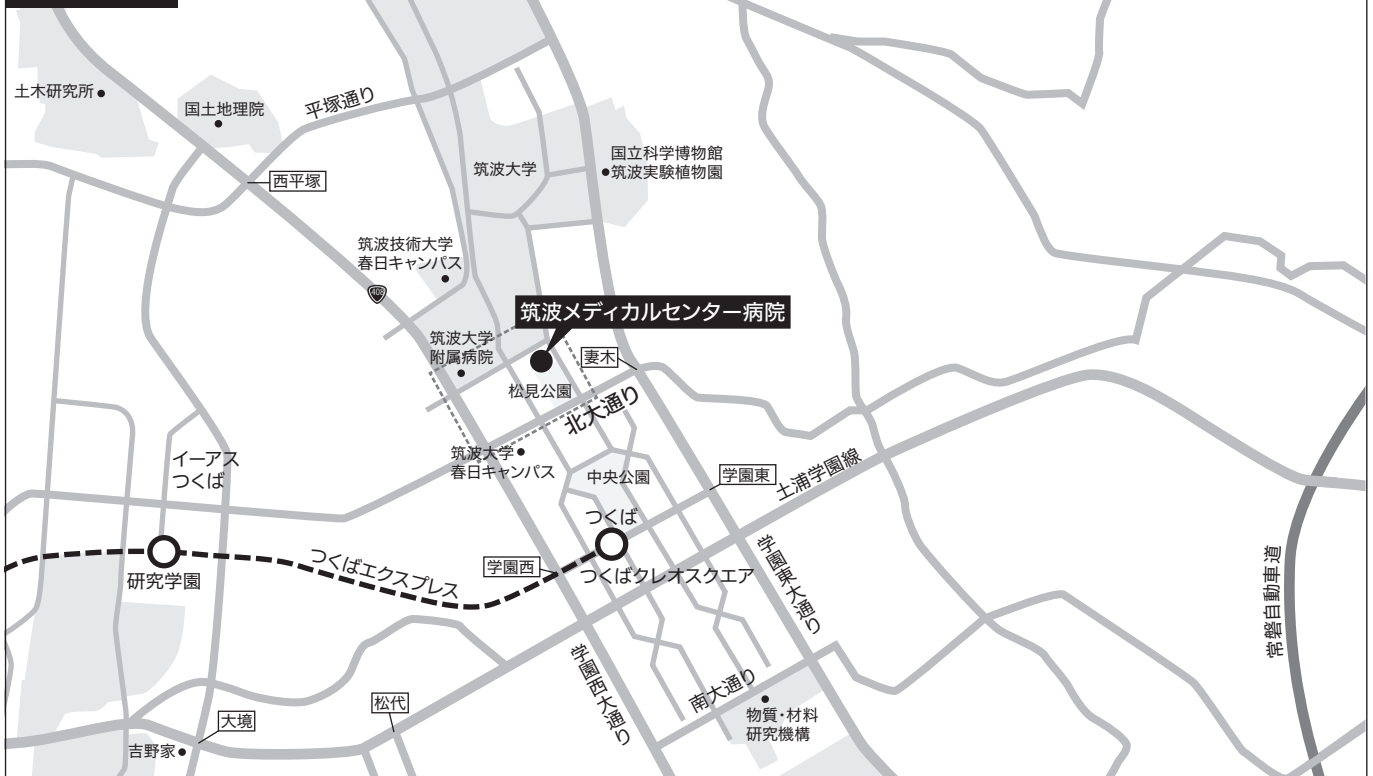 土木研究所
国土地理院
平塚通り
筑波大学
国立科学博物館
筑波実験植物園
西平塚
筑波技術大学
春日キャンパス
408
筑波メディカルセンター病院
筑波大学
附属病院
妻木
松見公園
北大通り
筑波大学
春日キャンパス
イーアス
つくば
中央公園
学園東
土浦学園線
つくば
研究学園
つくばエクスプレス
学園西
つくばクレオスクエア
学園東大通り
常磐自動車道
学園西大通り
南大通り
松代
大境
物質・材料
研究機構
吉野家